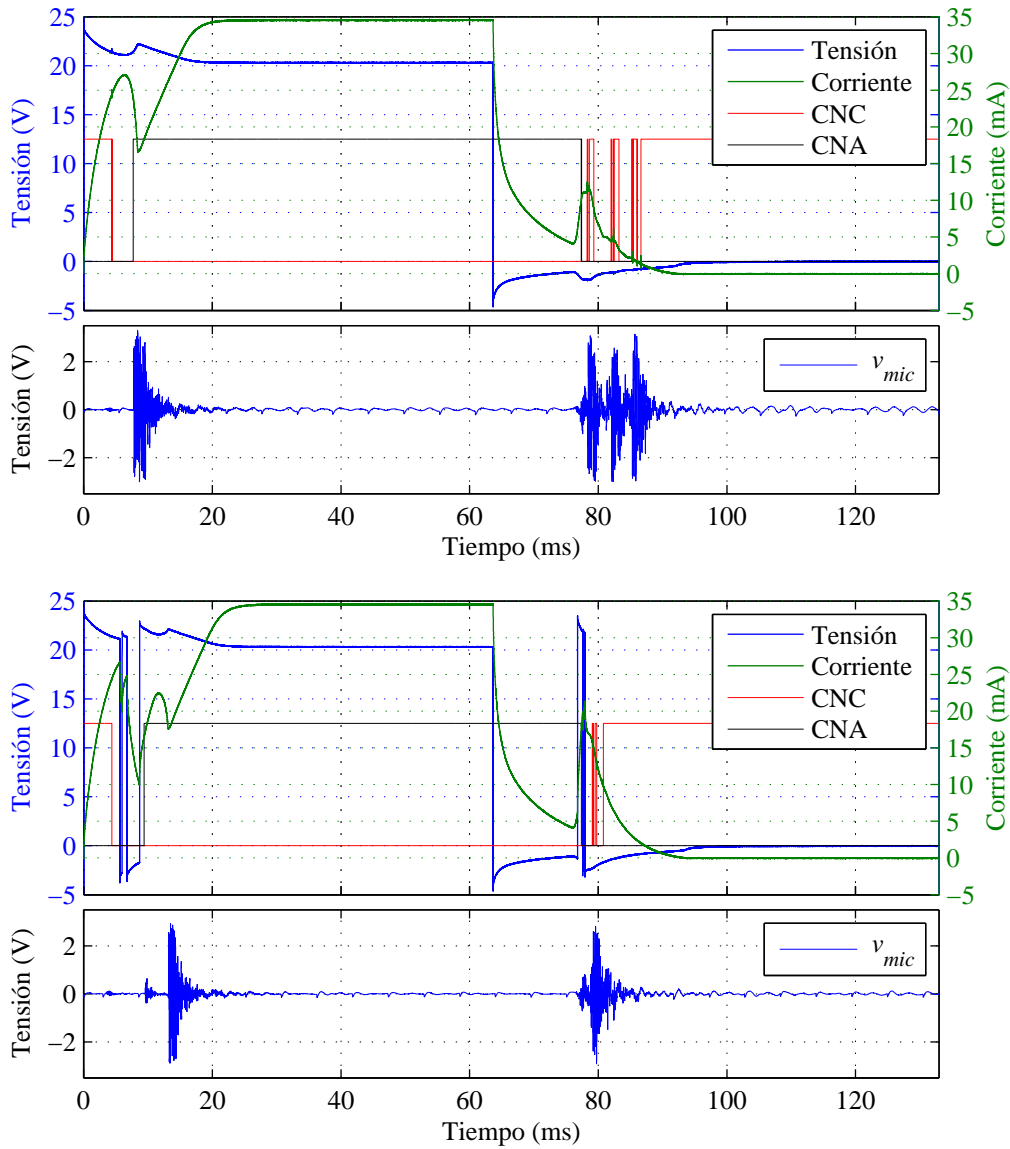 25
20
15
10
5
0
−5
Tensión (V)
35
30
25
20
15
10
5
0
−5
Corriente (mA)
Tensión
Corriente
CNC
CNA
2
0
−2
Tensión (V)
v_mic
0 20 40 60 80 100 120
Tiempo (ms)
25
20
15
10
5
0
−5
Tensión (V)
35
30
25
20
15
10
5
0
−5
Corriente (mA)
Tensión
Corriente
CNC
CNA
2
0
−2
Tensión (V)
v_mic
0 20 40 60 80 100 120
Tiempo (ms)